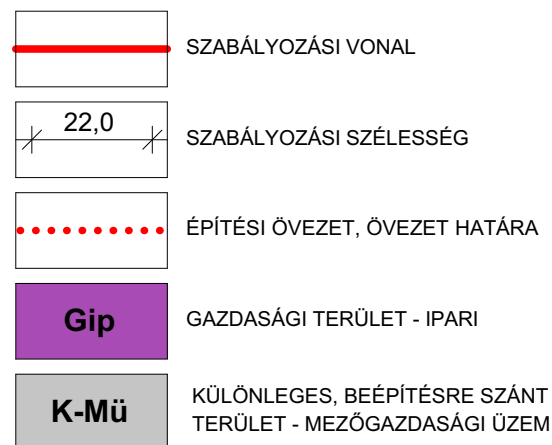 SZABÁLYOZÁSI VONAL
22,0
SZABÁLYOZÁSI SZÉLESSÉG
ÉPÍTÉSI ÖVEZET, ÖVEZET HATÁRA
Gip
GAZDASÁGI TERÜLET - IPARI
K-Mü
KÜLÖNLEGES, BEÉPÍTÉSRE SZÁNT
TERÜLET - MEZŐGAZDASÁGI ÜZEM